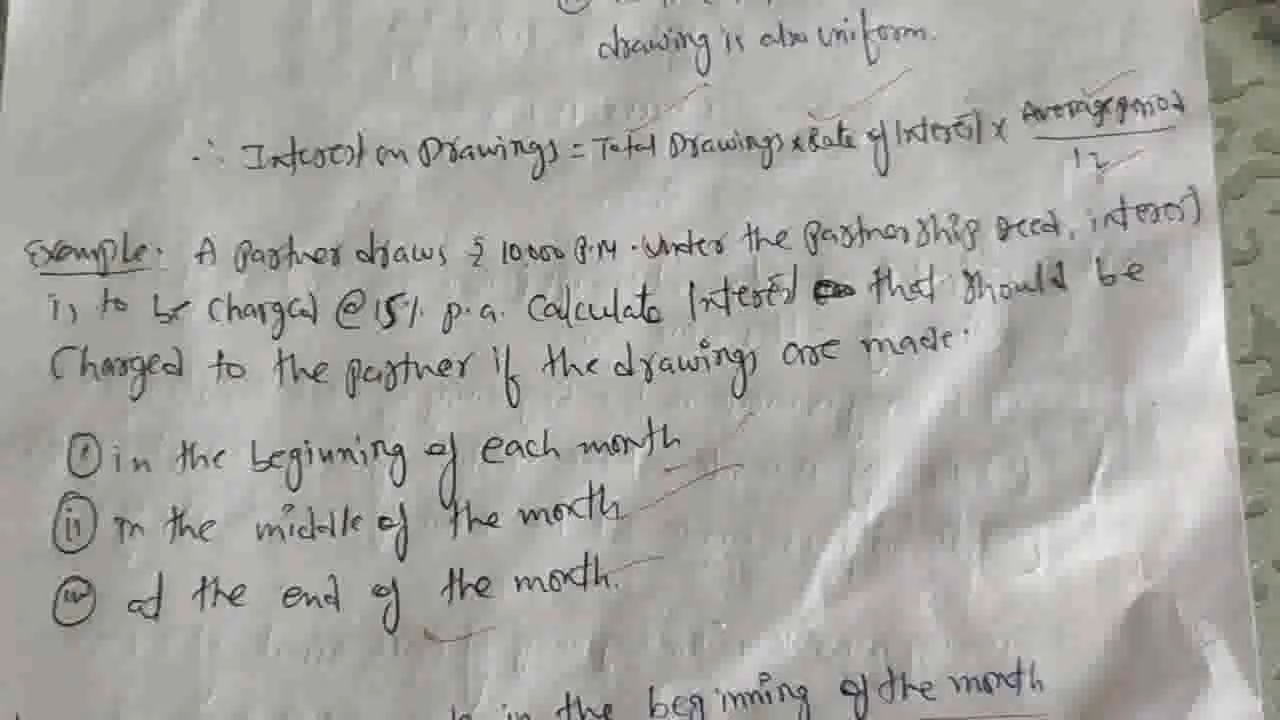 drawing is also uniform.
∴ Interest on Drawings = Total Drawings x Rate of Interest x Average period / 12
Example: A partner draws ₹ 10000 P.M. Under the partnership deed, interest
is to be charged @ 15% p.a. Calculate Interest that should be
Charged to the partner if the drawings are made:
(i) in the beginning of each month
(ii) in the middle of the month
(iii) at the end of the month.
in the beginning of the month